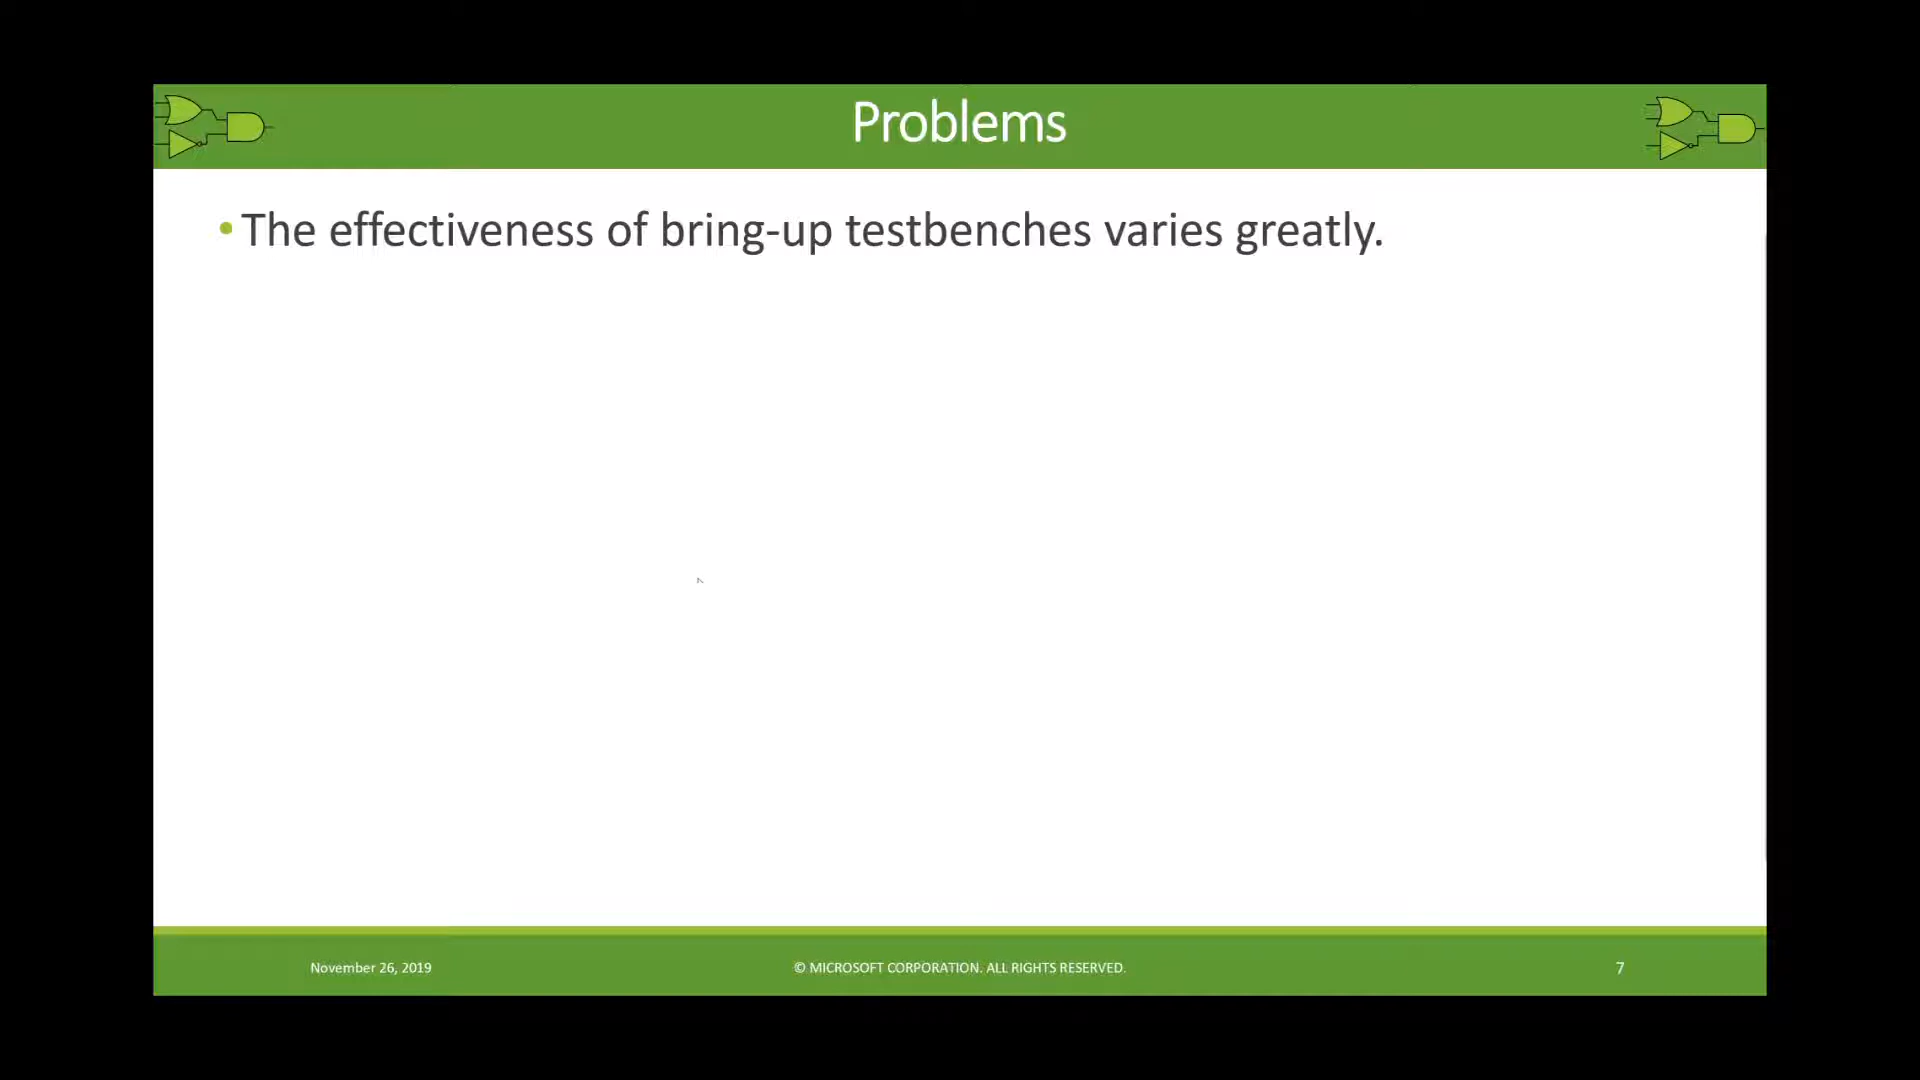 Problems
• The effectiveness of bring-up testbenches varies greatly.
November 26, 2019
© MICROSOFT CORPORATION. ALL RIGHTS RESERVED.
7